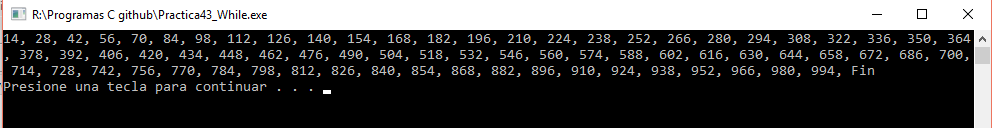 R:\Programas C github\Practica43_While.exe
14, 28, 42, 56, 70, 84, 98, 112, 126, 140, 154, 168, 182, 196, 210, 224, 238, 252, 266, 280, 294, 308, 322, 336, 350, 364
, 378, 392, 406, 420, 434, 448, 462, 476, 490, 504, 518, 532, 546, 560, 574, 588, 602, 616, 630, 644, 658, 672, 686, 700,
714, 728, 742, 756, 770, 784, 798, 812, 826, 840, 854, 868, 882, 896, 910, 924, 938, 952, 966, 980, 994, Fin
Presione una tecla para continuar . . .